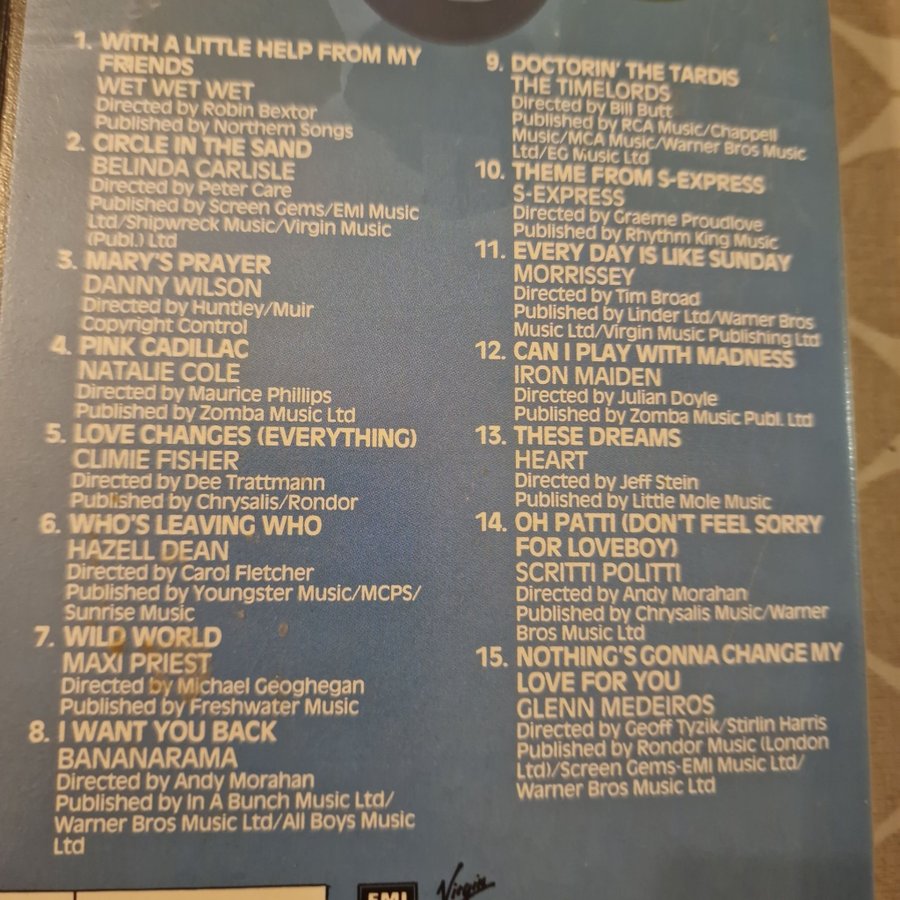 1. WITH A LITTLE HELP FROM MY
FRIENDS
WET WET WET
Directed by Robin Bextor
Published by Northern Songs
2. CIRCLE IN THE SAND
BELINDA CARLISLE
Directed by Peter Care
Published by Screen Gems/EMI Music
Ltd/Shipwreck Music/Virgin Music
(Publ.) Ltd
3. MARY'S PRAYER
DANNY WILSON
Directed by Huntley/Muir
Copyright Control
4. PINK CADILLAC
NATALIE COLE
Directed by Maurice Phillips
Published by Zomba Music Ltd
5. LOVE CHANGES (EVERYTHING)
CLIMIE FISHER
Directed by Dee Trattmann
Published by Chrysalis/Rondor
6. WHO'S LEAVING WHO
HAZELL DEAN
Directed by Carol Fletcher
Published by Youngster Music/MCPS/
Sunrise Music
7. WILD WORLD
MAXI PRIEST
Directed by Michael Geoghegan
Published by Freshwater Music
8. I WANT YOU BACK
BANANARAMA
Directed by Andy Morahan
Published by In A Bunch Music Ltd/
Warner Bros Music Ltd/All Boys Music
Ltd
9. DOCTORIN' THE TARDIS
THE TIMELORDS
Directed by Bill Butt
Published by RCA Music/Chappell
Music/MCA Music/Warner Bros Music
Ltd/EG Music Ltd
10. THEME FROM S-EXPRESS
S-EXPRESS
Directed by Graeme Proudlove
Published by Rhythm King Music
11. EVERY DAY IS LIKE SUNDAY
MORRISSEY
Directed by Tim Broad
Published by Linder Ltd/Warner Bros
Music Ltd/Virgin Music Publishing Ltd
12. CAN I PLAY WITH MADNESS
IRON MAIDEN
Directed by Julian Doyle
Published by Zomba Music Publ. Ltd
13. THESE DREAMS
HEART
Directed by Jeff Stein
Published by Little Mole Music
14. OH PATTI (DON'T FEEL SORRY
FOR LOVEBOY)
SCRITTI POLITTI
Directed by Andy Morahan
Published by Chrysalis Music/Warner
Bros Music Ltd
15. NOTHING'S GONNA CHANGE MY
LOVE FOR YOU
GLENN MEDEIROS
Directed by Geoff Tyzik/Stirlin Harris
Published by Rondor Music (London
Ltd)/Screen Gems-EMI Music Ltd/
Warner Bros Music Ltd
EMI Virgin